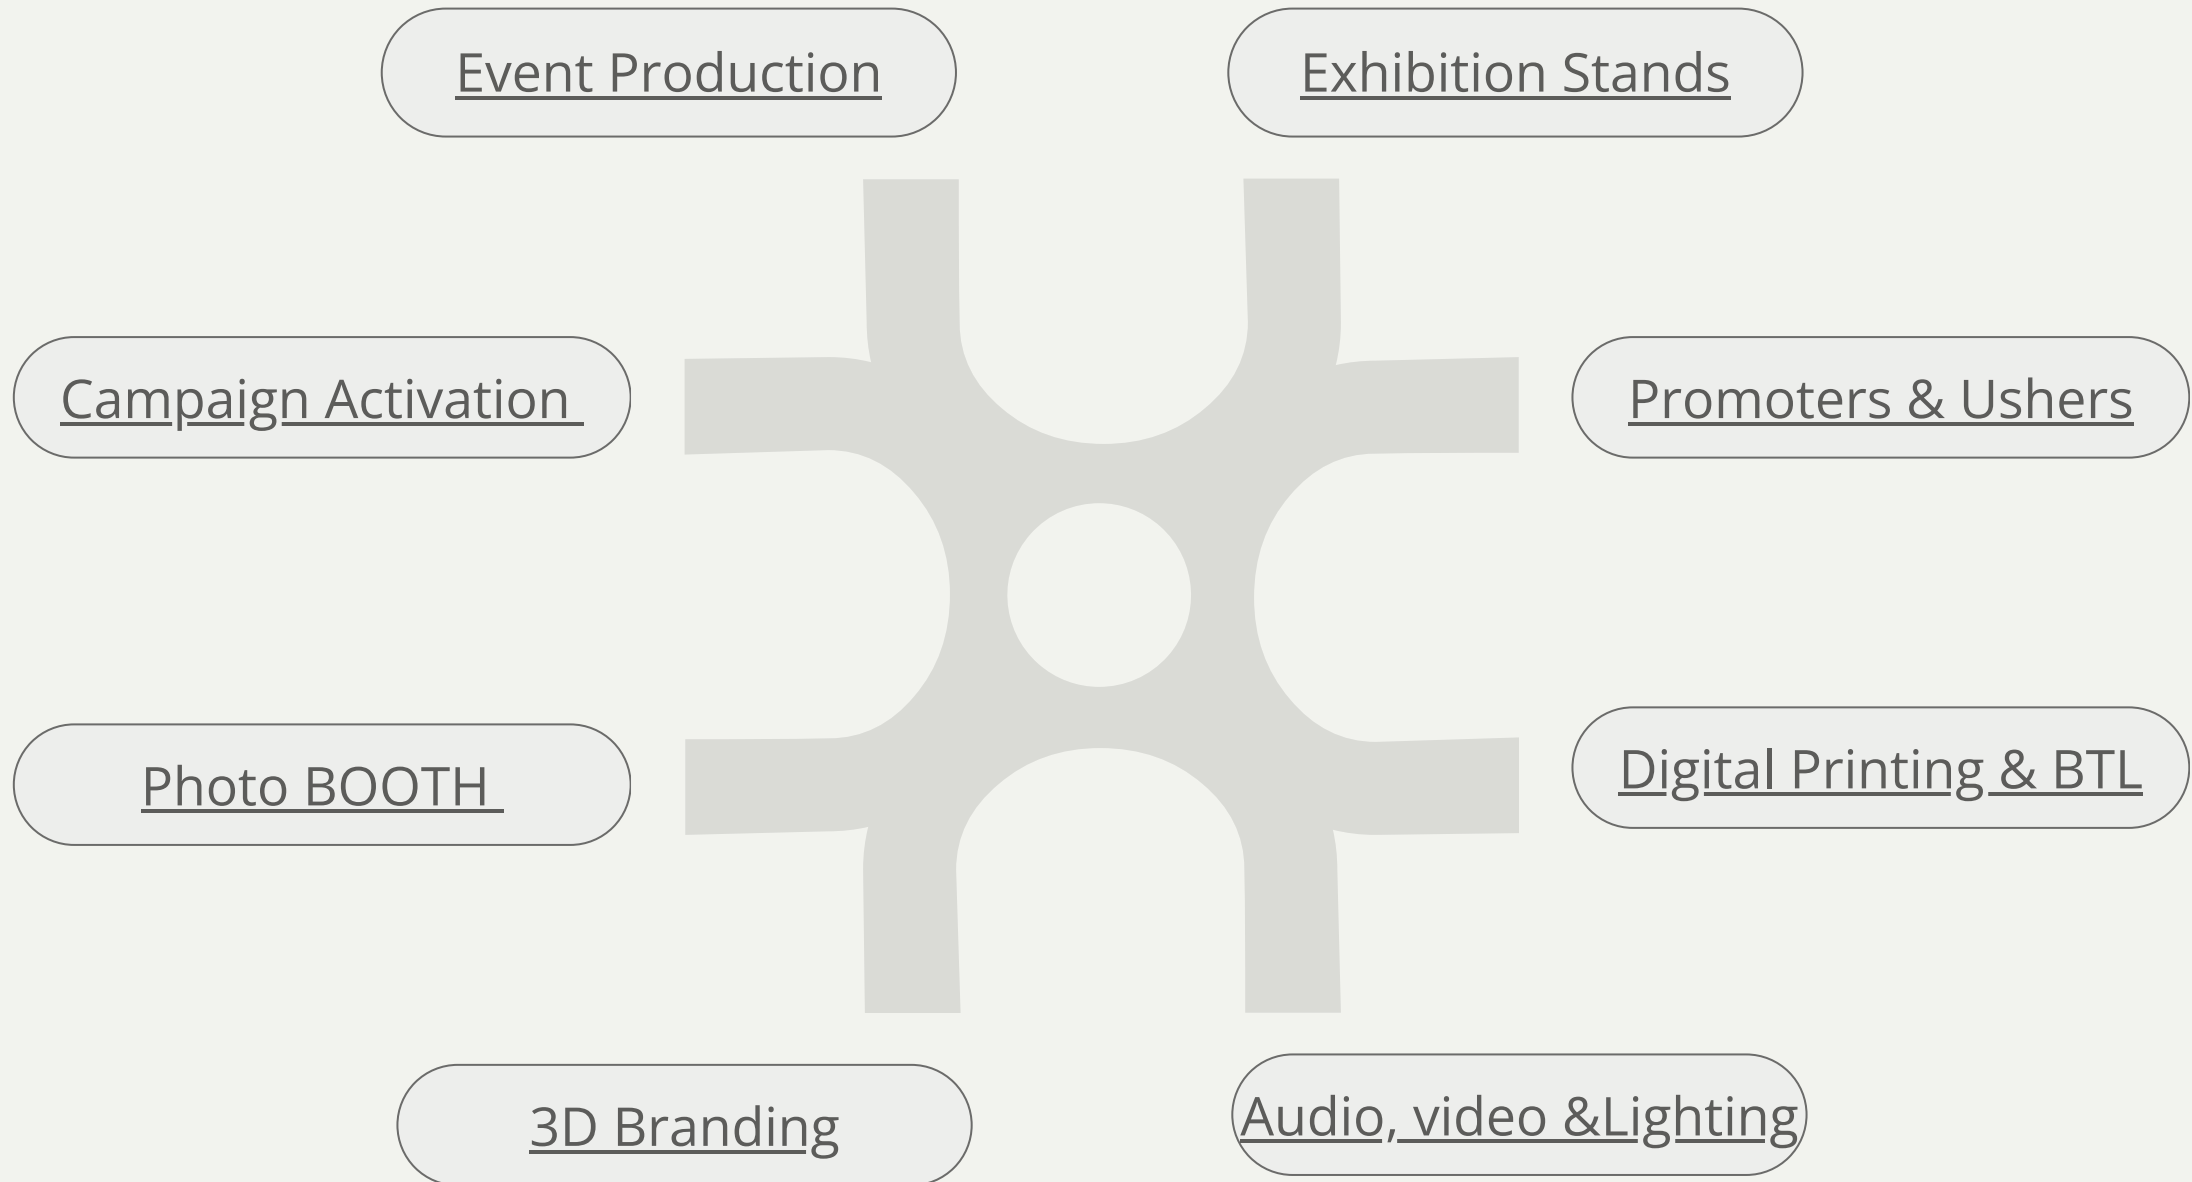 Event Production
Exhibition Stands
Campaign Activation
Promoters & Ushers
Photo BOOTH
Digital Printing & BTL
3D Branding
Audio, video &Lighting